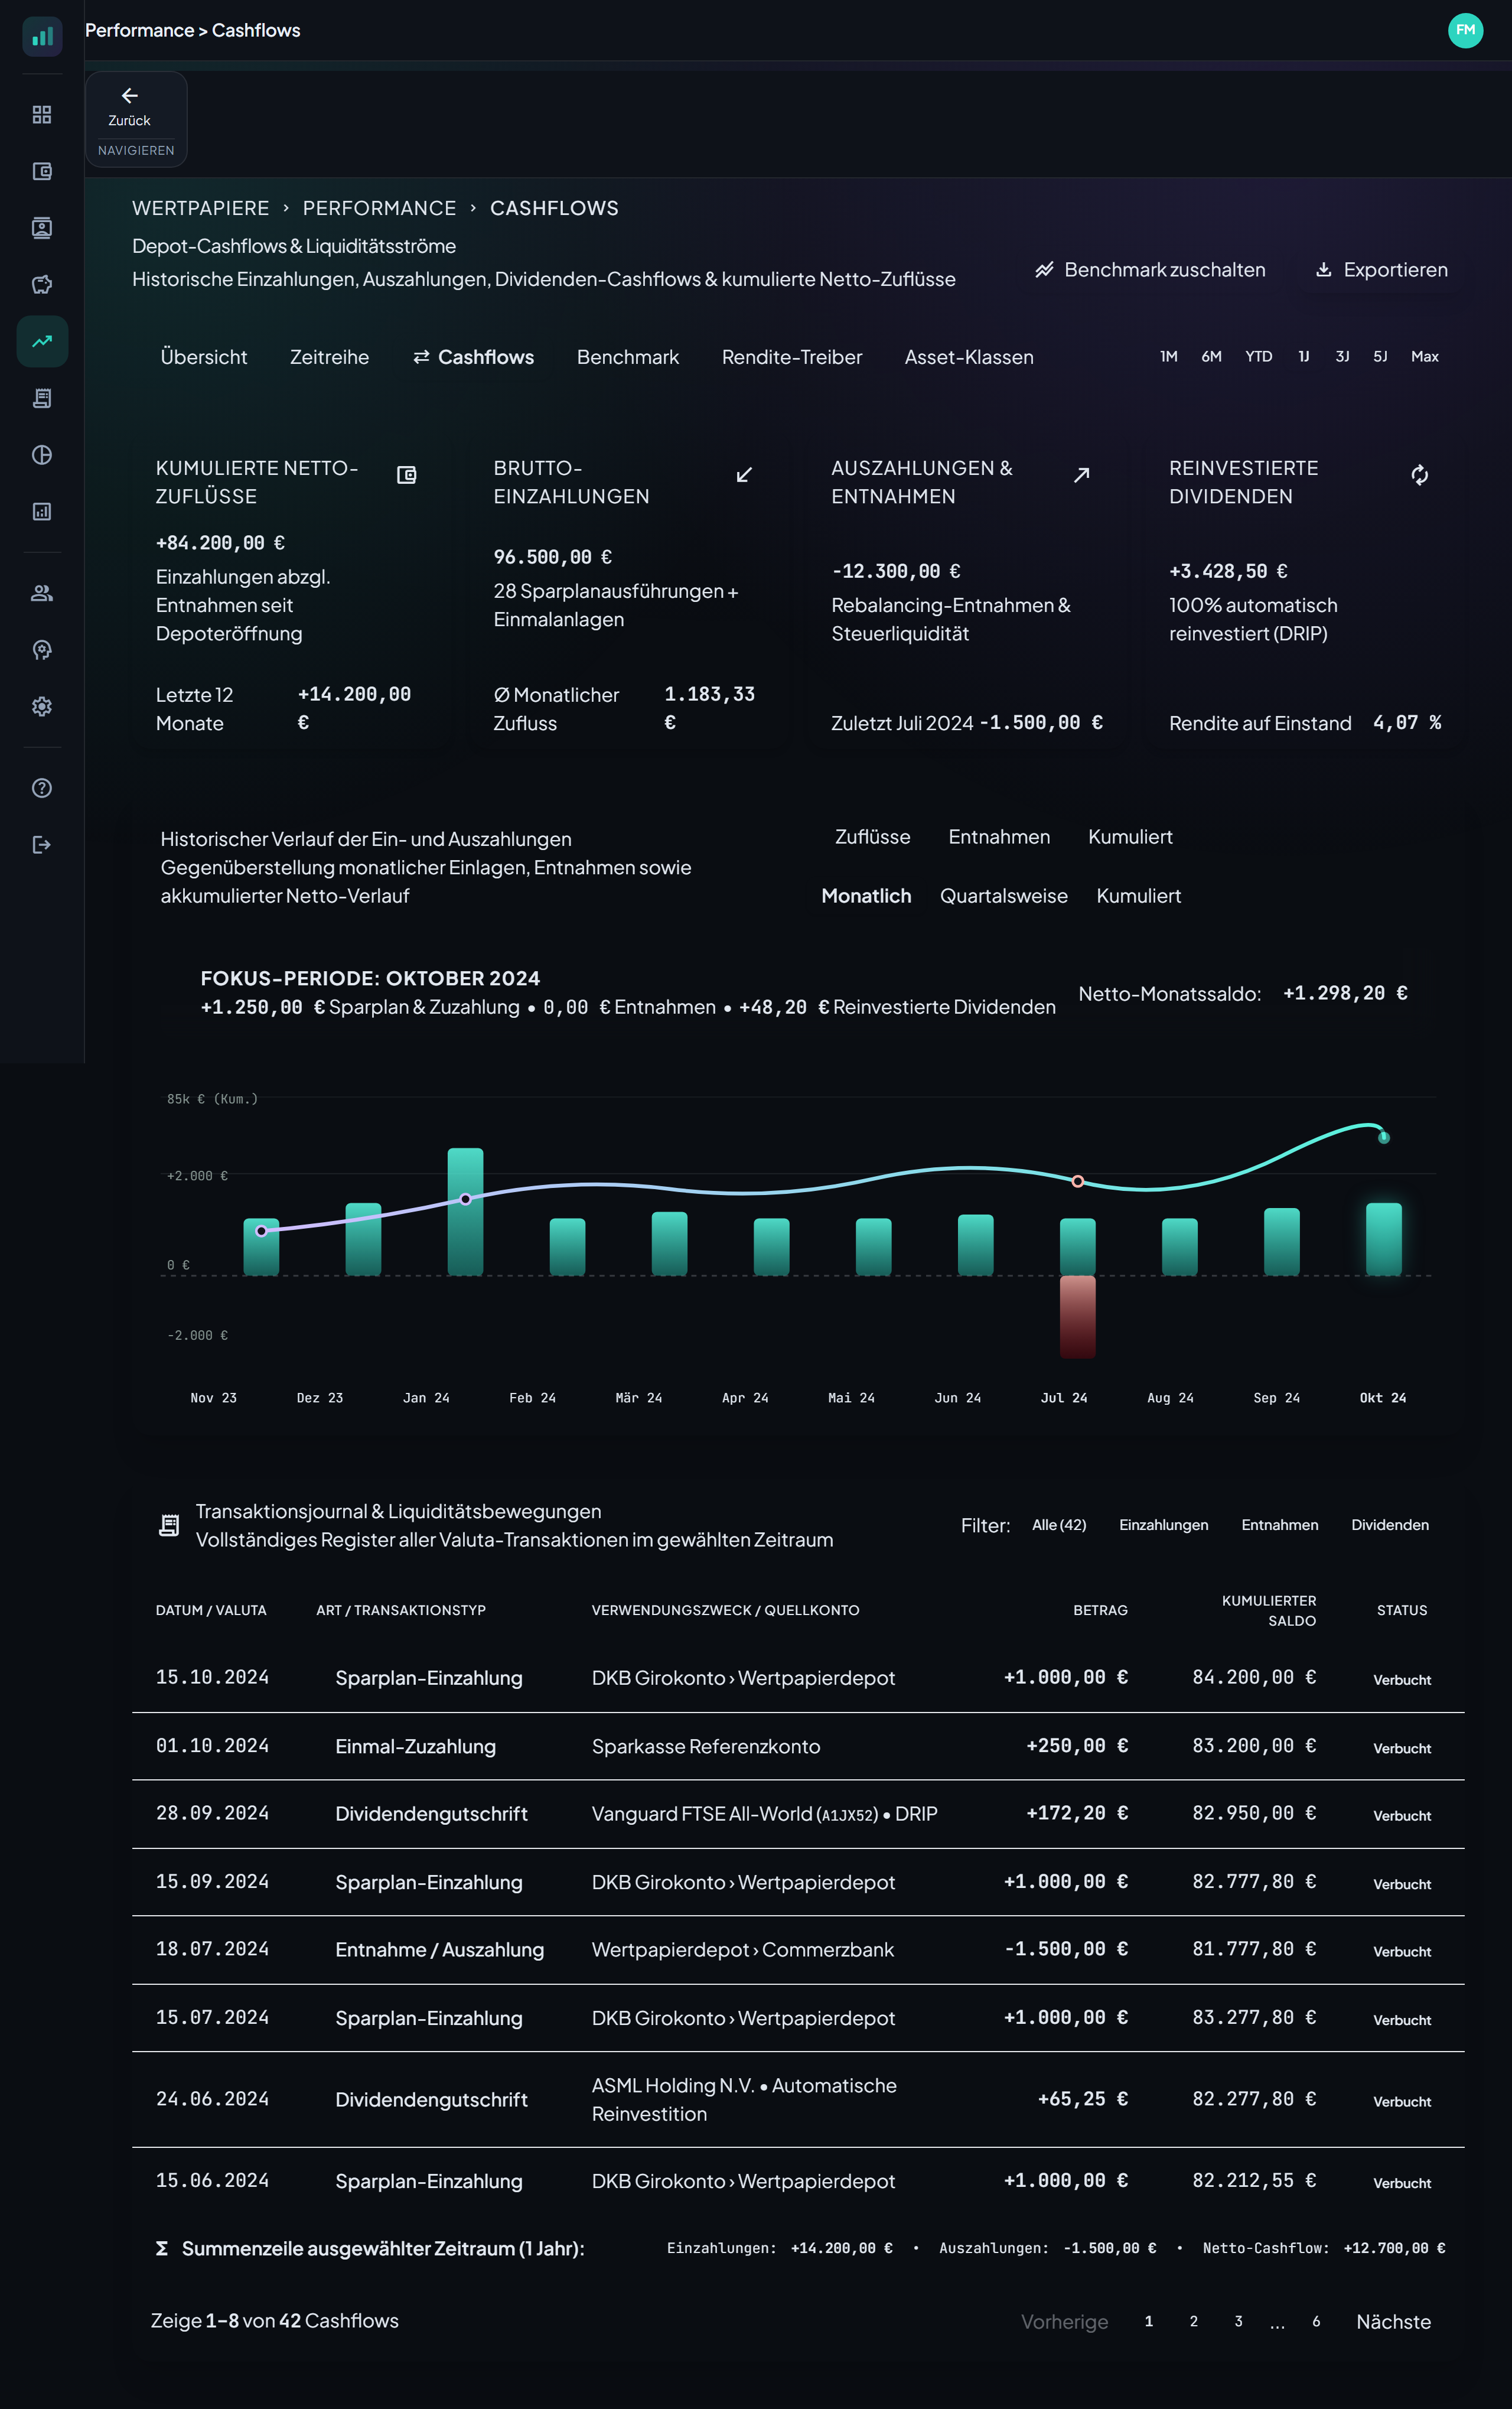 Performance > Cashflows
FM
Zurück
NAVIGIEREN
WERTPAPIERE › PERFORMANCE › CASHFLOWS
Depot-Cashflows & Liquiditätsströme
Historische Einzahlungen, Auszahlungen, Dividenden-Cashflows & kumulierte Netto-Zuflüsse
Benchmark zuschalten
Exportieren
Übersicht Zeitreihe Cashflows Benchmark Rendite-Treiber Asset-Klassen
1M 6M YTD 1J 3J 5J Max
KUMULIERTE NETTO-
ZUFLÜSSE
+84.200,00 €
Einzahlungen abzgl.
Entnahmen seit
Depoteröffnung
Letzte 12
Monate
+14.200,00
€
BRUTTO-
EINZAHLUNGEN
96.500,00 €
28 Sparplanausführungen +
Einmalanlagen
Ø Monatlicher
Zufluss
1.183,33
€
AUSZAHLUNGEN &
ENTNAHMEN
-12.300,00 €
Rebalancing-Entnahmen &
Steuerliquidität
Zuletzt Juli 2024 -1.500,00 €
REINVESTIERTE
DIVIDENDEN
+3.428,50 €
100% automatisch
reinvestiert (DRIP)
Rendite auf Einstand 4,07 %
Historischer Verlauf der Ein- und Auszahlungen
Gegenüberstellung monatlicher Einlagen, Entnahmen sowie
akkumulierter Netto-Verlauf
Zuflüsse Entnahmen Kumuliert
Monatlich Quartalsweise Kumuliert
FOKUS-PERIODE: OKTOBER 2024
+1.250,00 € Sparplan & Zuzahlung • 0,00 € Entnahmen • +48,20 € Reinvestierte Dividenden
Netto-Monatssaldo: +1.298,20 €
85k € (Kum.)
+2.000 €
0 €
-2.000 €
Nov 23 Dez 23 Jan 24 Feb 24 Mär 24 Apr 24 Mai 24 Jun 24 Jul 24 Aug 24 Sep 24 Okt 24
Transaktionsjournal & Liquiditätsbewegungen
Vollständiges Register aller Valuta-Transaktionen im gewählten Zeitraum
Filter: Alle (42) Einzahlungen Entnahmen Dividenden
DATUM / VALUTA ART / TRANSAKTIONSTYP VERWENDUNGSZWECK / QUELLKONTO BETRAG KUMULIERTER
SALDO STATUS
15.10.2024 Sparplan-Einzahlung DKB Girokonto › Wertpapierdepot +1.000,00 € 84.200,00 € Verbucht
01.10.2024 Einmal-Zuzahlung Sparkasse Referenzkonto +250,00 € 83.200,00 € Verbucht
28.09.2024 Dividendengutschrift Vanguard FTSE All-World (A1JX52) • DRIP +172,20 € 82.950,00 € Verbucht
15.09.2024 Sparplan-Einzahlung DKB Girokonto › Wertpapierdepot +1.000,00 € 82.777,80 € Verbucht
18.07.2024 Entnahme / Auszahlung Wertpapierdepot › Commerzbank -1.500,00 € 81.777,80 € Verbucht
15.07.2024 Sparplan-Einzahlung DKB Girokonto › Wertpapierdepot +1.000,00 € 83.277,80 € Verbucht
24.06.2024 Dividendengutschrift ASML Holding N.V. • Automatische
Reinvestition +65,25 € 82.277,80 € Verbucht
15.06.2024 Sparplan-Einzahlung DKB Girokonto › Wertpapierdepot +1.000,00 € 82.212,55 € Verbucht
Σ Summenzeile ausgewählter Zeitraum (1 Jahr): Einzahlungen: +14.200,00 € • Auszahlungen: -1.500,00 € • Netto-Cashflow: +12.700,00 €
Zeige 1–8 von 42 Cashflows
Vorherige 1 2 3 ... 6 Nächste